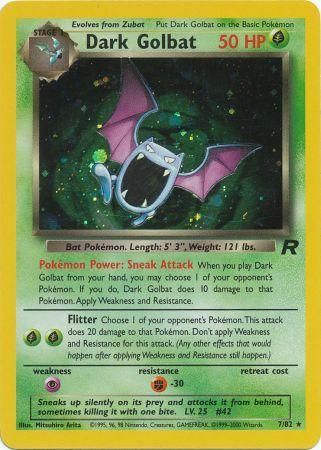 Evolves from Zubat Put Dark Golbat on the Basic Pokémon
STAGE 1
Dark Golbat 50 HP
Bat Pokémon. Length: 5' 3", Weight: 121 lbs.
R
Pokémon Power: Sneak Attack When you play Dark
Golbat from your hand, you may choose 1 of your opponent's
Pokémon. If you do, Dark Golbat does 10 damage to that
Pokémon. Apply Weakness and Resistance.
Flitter Choose 1 of your opponent's Pokémon. This attack
does 20 damage to that Pokémon. Don't apply Weakness
and Resistance for this attack. (Any other effects that would
happen after applying Weakness and Resistance still happen.)
weakness resistance retreat cost
-30
Sneaks up silently on its prey and attacks it from behind,
sometimes killing it with one bite. LV. 25 #42
Illus. Mitsuhiro Arita ©1995, 96, 98 Nintendo, Creatures, GAMEFREAK. ©1999-2000 Wizards. 7/82 ★